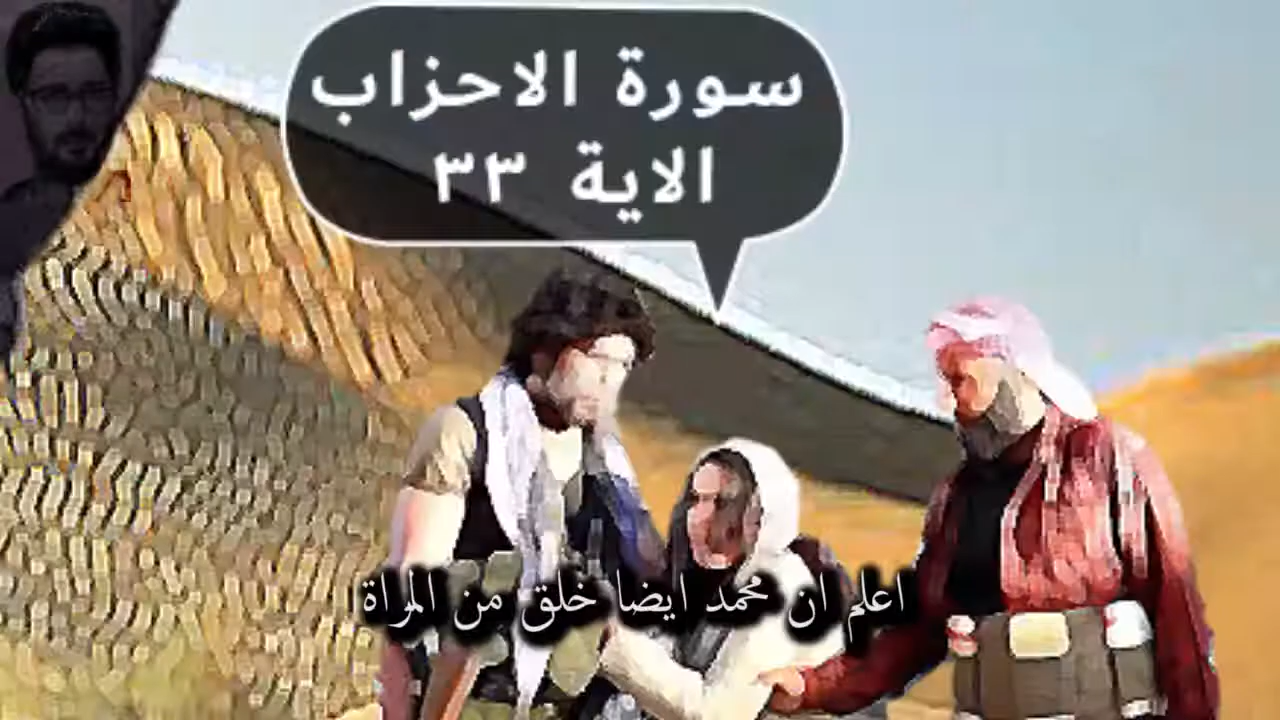 سورة الاحزاب
الاية ٣٣
اعلم ان محمد ايضا خلق من المراة